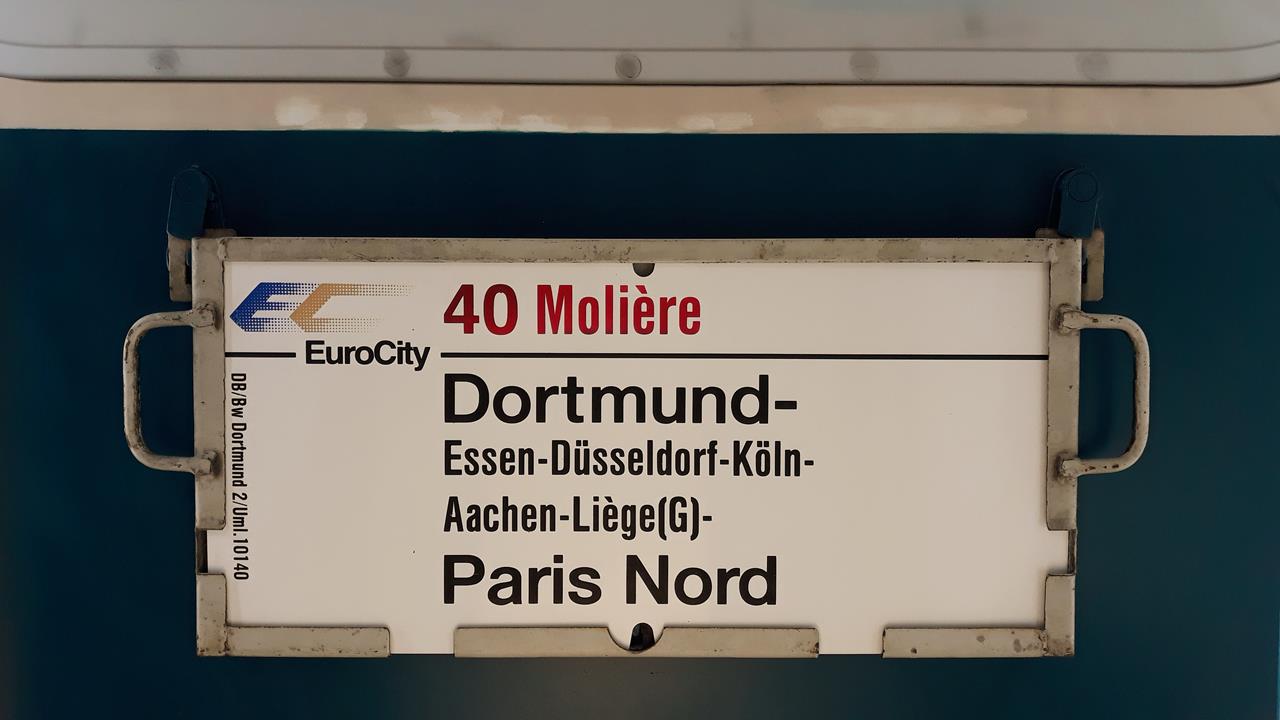 EC
40 Molière
EuroCity
Dortmund-
Essen-Düsseldorf-Köln-
Aachen-Liège(G)-
Paris Nord
DB/Bw Dortmund 2/Uml.10140